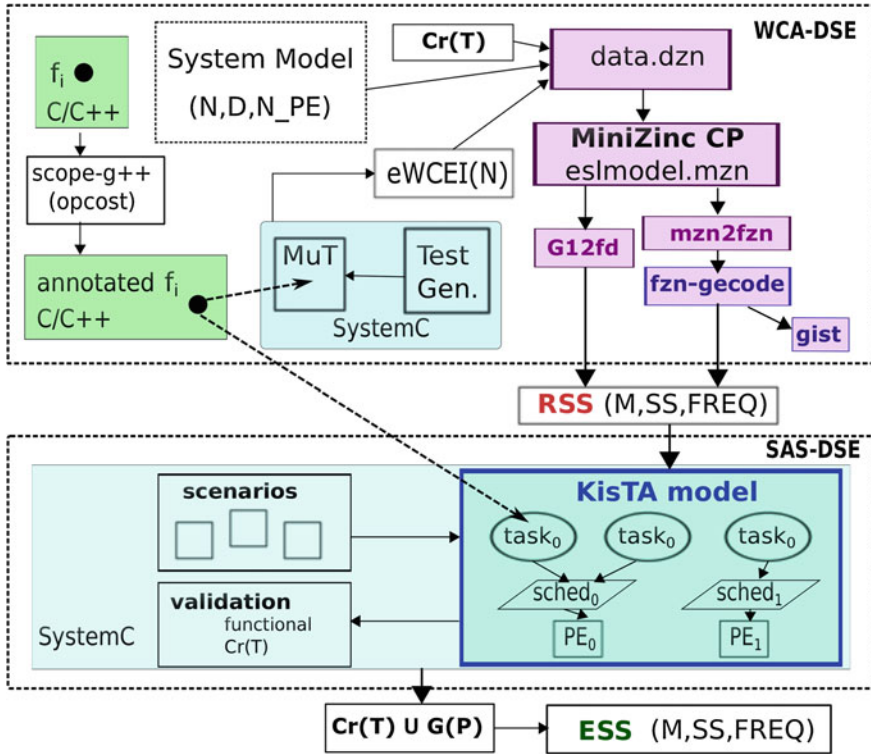 WCA-DSE
f_i
C/C++
System Model
(N,D,N_PE)
Cr(T)
data.dzn
scope-g++
(opcost)
eWCEI(N)
MiniZinc CP
eslmodel.mzn
G12fd
mzn2fzn
annotated f_i
C/C++
MuT
Test
Gen.
SystemC
fzn-gecode
gist
RSS (M,SS,FREQ)
SAS-DSE
scenarios
KisTA model
task₀
task₀
task₀
sched₀
sched₁
validation
functional
Cr(T)
PE₀
PE₁
SystemC
Cr(T) U G(P)
ESS (M,SS,FREQ)